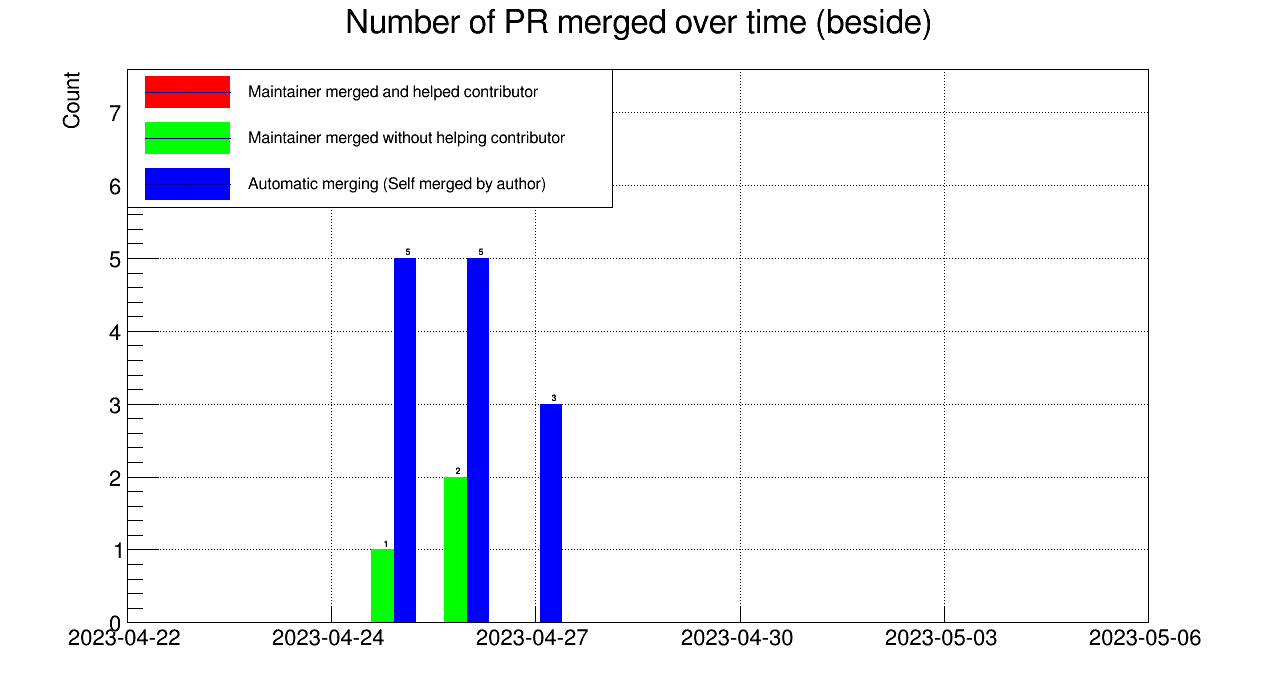 Number of PR merged over time (beside)
Count
Maintainer merged and helped contributor
Maintainer merged without helping contributor
Automatic merging (Self merged by author)
7
6
5
4
3
2
1
0
1
5
2
5
3
2023-04-22 2023-04-24 2023-04-27 2023-04-30 2023-05-03 2023-05-06